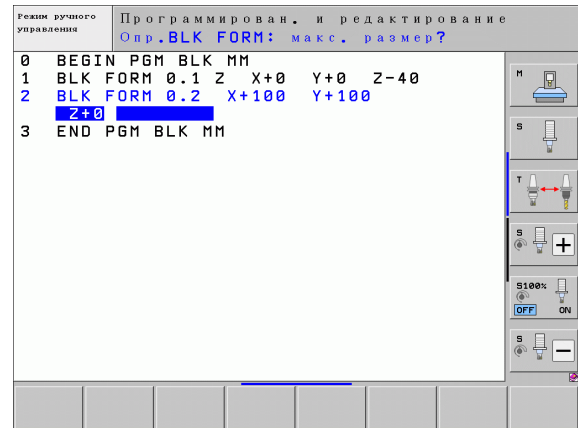 Режим ручного
управления
Программирован. и редактирование
Опр.BLK FORM: макс. размер?
0 BEGIN PGM BLK MM
1 BLK FORM 0.1 Z X+0 Y+0 Z-40
2 BLK FORM 0.2 X+100 Y+100
Z+0
3 END PGM BLK MM
M
S
T
S
S100%
OFF ON
S